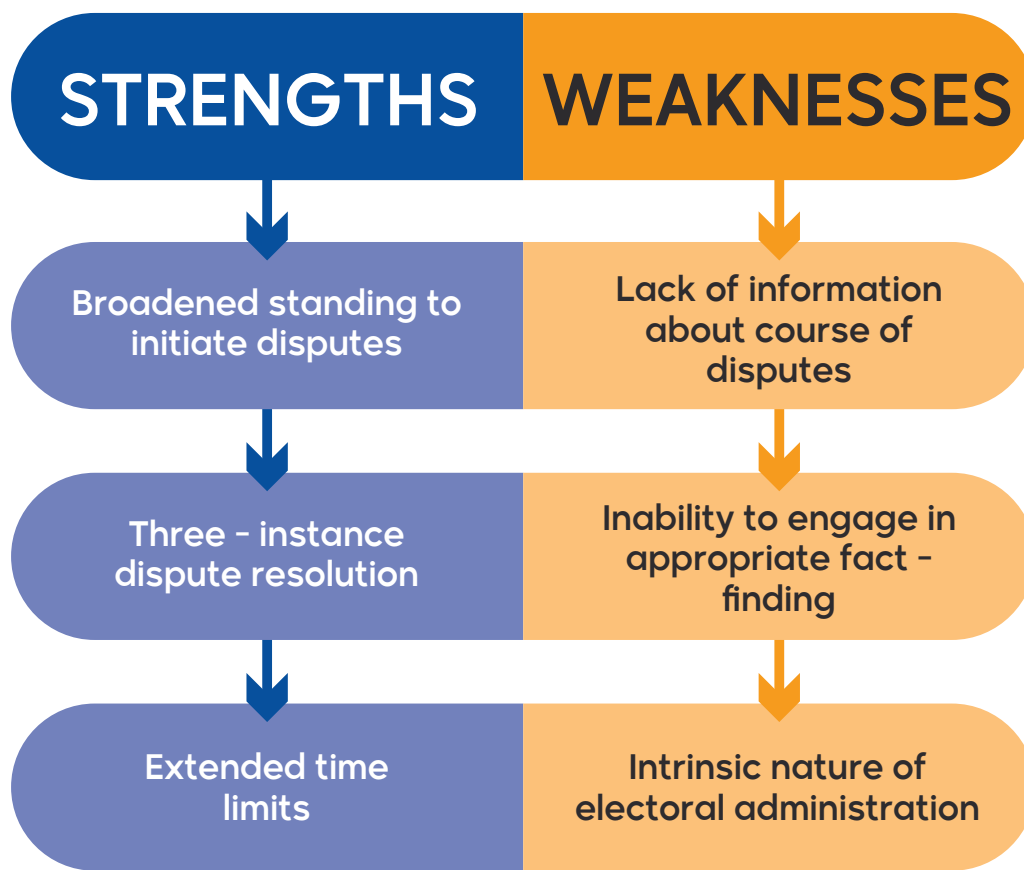 STRENGTHS
WEAKNESSES
Broadened standing to
initiate disputes
Lack of information
about course of
disputes
Three - instance
dispute resolution
Inability to engage in
appropriate fact -
finding
Extended time
limits
Intrinsic nature of
electoral administration